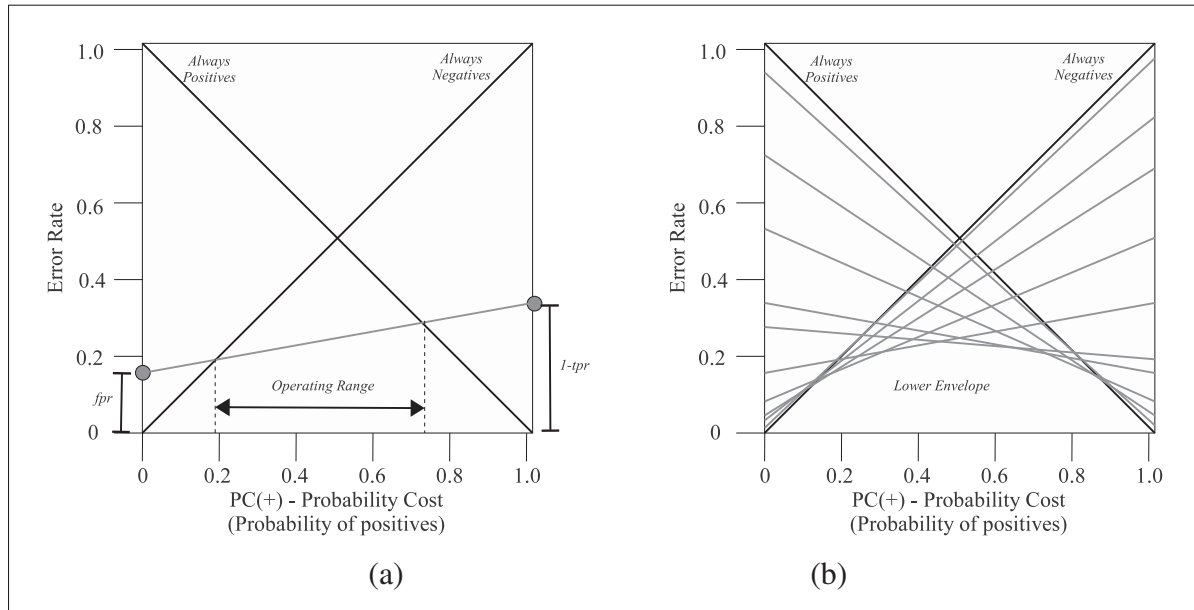 1.0
0.8
0.6
0.4
0.2
0
Error Rate
Always
Positives
Always
Negatives
fpr
Operating Range
1-tpr
0 0.2 0.4 0.6 0.8 1.0
PC(+) - Probability Cost
(Probability of positives)
(a)
1.0
0.8
0.6
0.4
0.2
0
Error Rate
Always
Positives
Always
Negatives
Lower Envelope
0 0.2 0.4 0.6 0.8 1.0
PC(+) - Probability Cost
(Probability of positives)
(b)